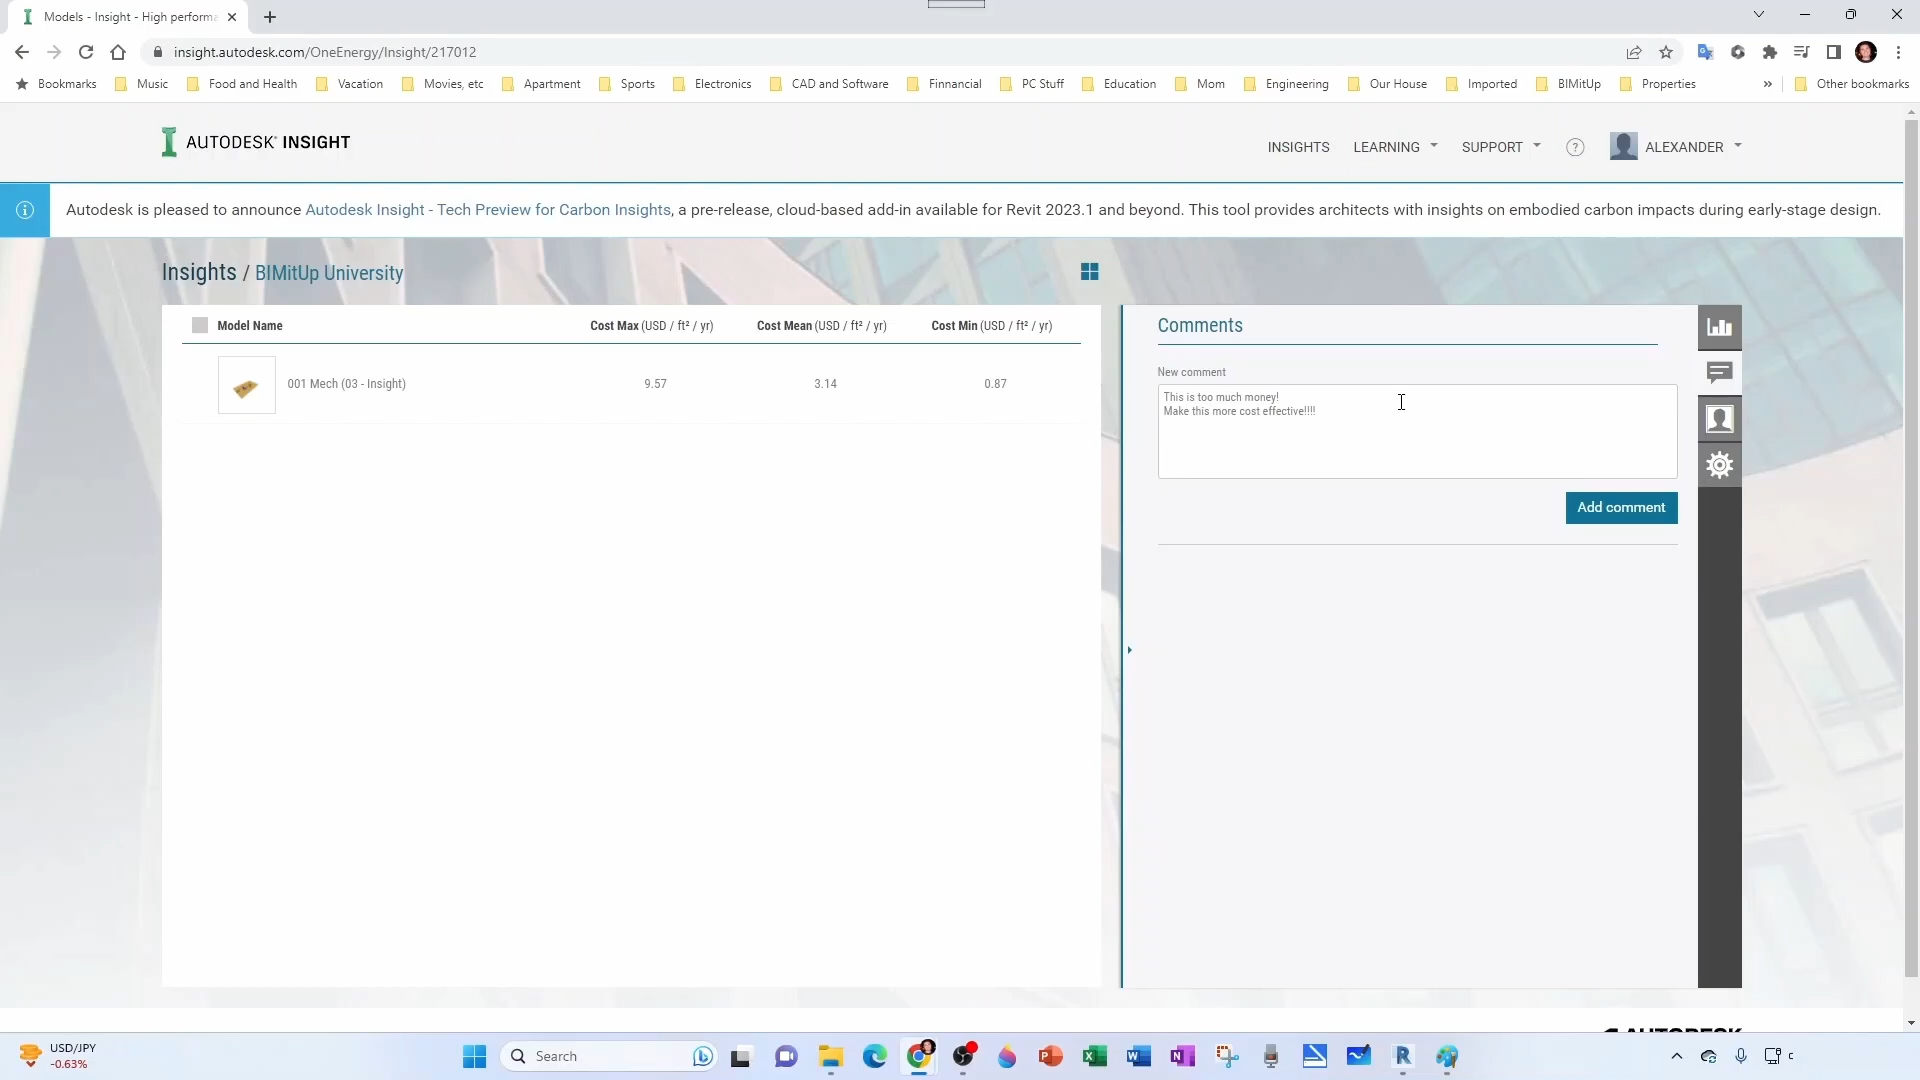 Models - Insight - High performa
insight.autodesk.com/OneEnergy/Insight/217012
Bookmarks Music Food and Health Vacation Movies, etc Apartment Sports Electronics CAD and Software Finnancial PC Stuff Education Mom Engineering Our House Imported BIMitUp Properties » Other bookmarks
AUTODESK® INSIGHT
INSIGHTS LEARNING SUPPORT ? ALEXANDER
Autodesk is pleased to announce Autodesk Insight - Tech Preview for Carbon Insights, a pre-release, cloud-based add-in available for Revit 2023.1 and beyond. This tool provides architects with insights on embodied carbon impacts during early-stage design.
Insights / BIMitUp University
Model Name Cost Max (USD / ft² / yr) Cost Mean (USD / ft² / yr) Cost Min (USD / ft² / yr)
001 Mech (03 - Insight) 9.57 3.14 0.87
Comments
New comment
This is too much money!
Make this more cost effective!!!!
Add comment
USD/JPY
-0.63%
Search